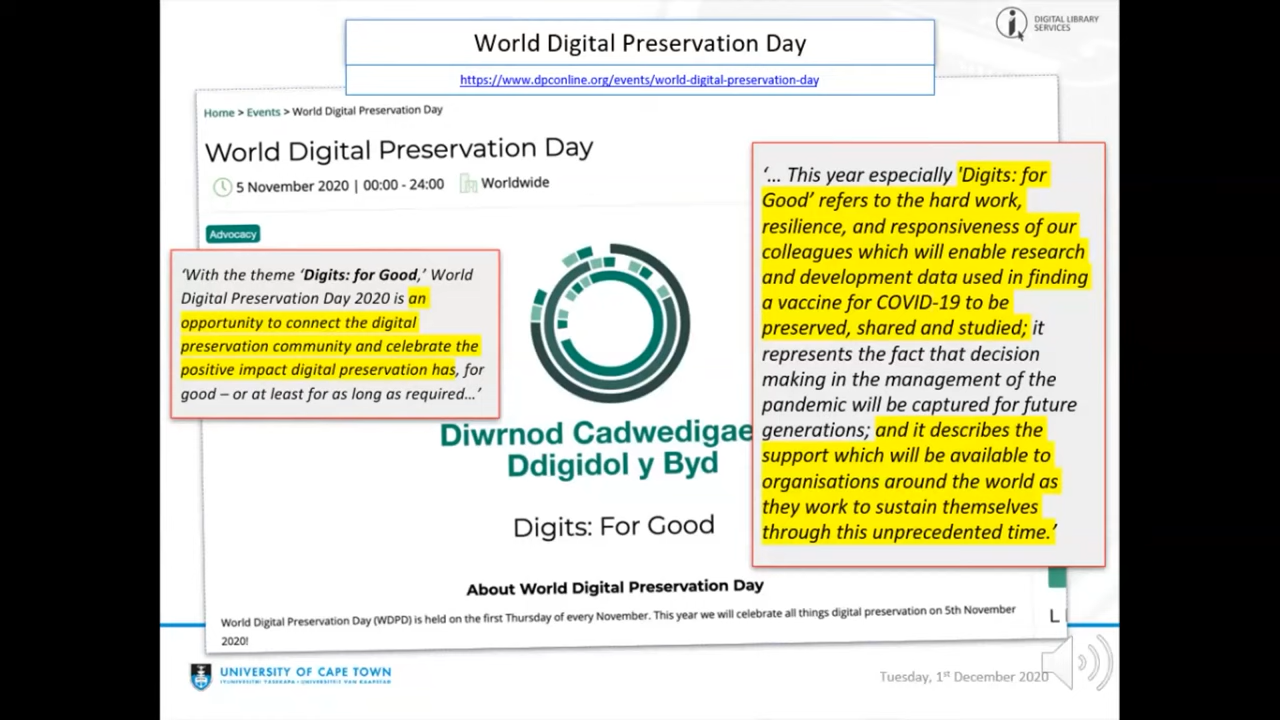 DIGITAL LIBRARY
SERVICES
World Digital Preservation Day
https://www.dpconline.org/events/world-digital-preservation-day
Home > Events > World Digital Preservation Day
World Digital Preservation Day
5 November 2020 | 00:00 - 24:00 Worldwide
Advocacy
‘With the theme ‘Digits: for Good,’ World
Digital Preservation Day 2020 is an
opportunity to connect the digital
preservation community and celebrate the
positive impact digital preservation has, for
good – or at least for as long as required…’
‘… This year especially 'Digits: for
Good’ refers to the hard work,
resilience, and responsiveness of our
colleagues which will enable research
and development data used in finding
a vaccine for COVID-19 to be
preserved, shared and studied; it
represents the fact that decision
making in the management of the
pandemic will be captured for future
generations; and it describes the
support which will be available to
organisations around the world as
they work to sustain themselves
through this unprecedented time.’
Diwrnod Cadwedigae
Ddigidol y Byd
Digits: For Good
About World Digital Preservation Day
World Digital Preservation Day (WDPD) is held on the first Thursday of every November. This year we will celebrate all things digital preservation on 5th November
2020!
L
UNIVERSITY OF CAPE TOWN
Tuesday, 1st December 2020